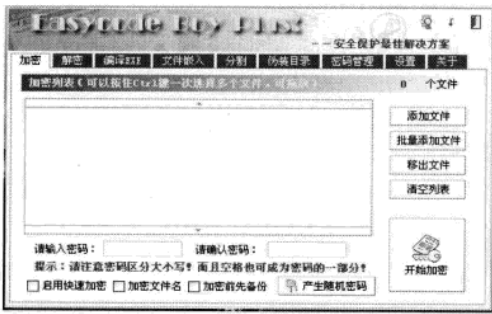 Easycode Boy Plus!
－－安全保护最佳解决方案
加密 解密 编译EXE 文件嵌入 分割 伪装目录 密码管理 设置 关于
加密列表(可以按住Ctrl键一次选择多个文件，可拖放) 0 个文件
添加文件
批量添加文件
移出文件
清空列表
请输入密码： 请确认密码：
提示：请注意密码区分大小写！而且空格也可成为密码的一部分！
启用快速加密 加密文件名 加密前先备份 产生随机密码
开始加密